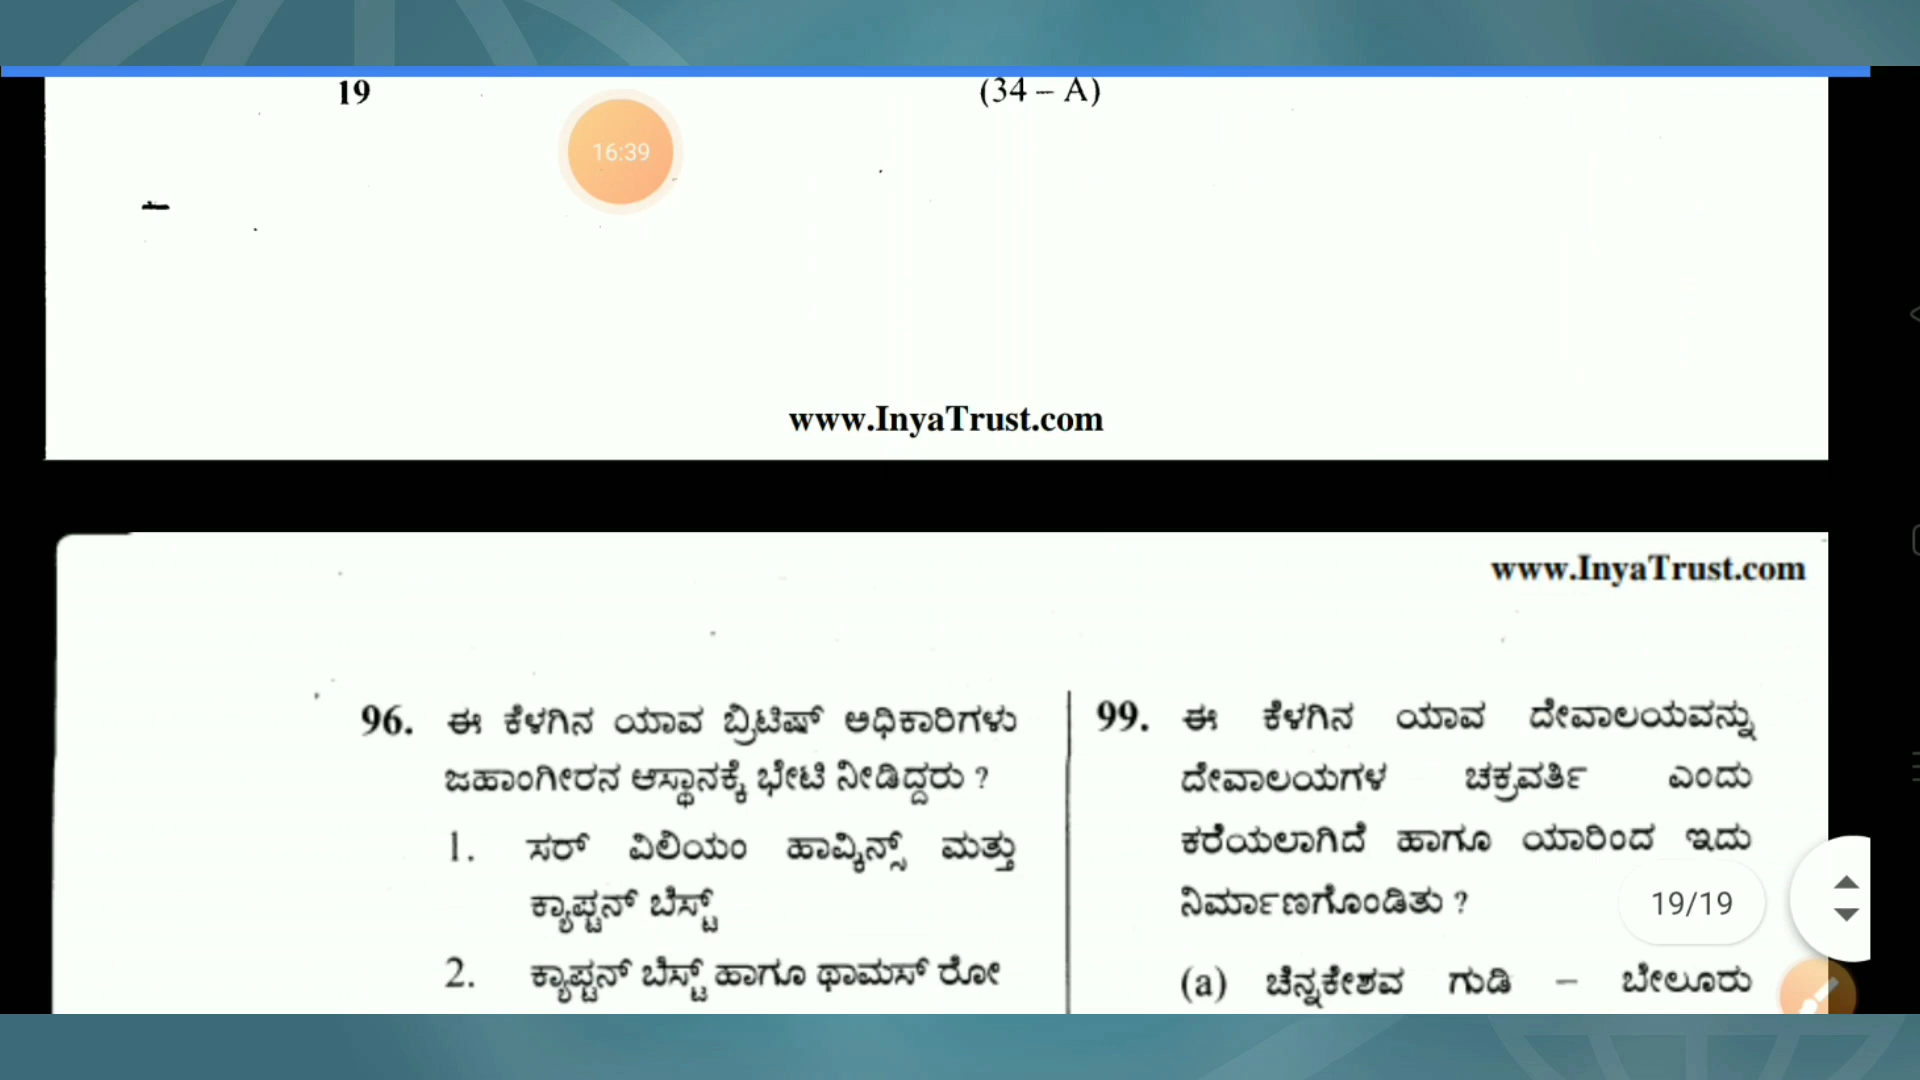 19
(34 – A)
16:39
www.InyaTrust.com
www.InyaTrust.com
96. ಈ ಕೆಳಗಿನ ಯಾವ ಬ್ರಿಟಿಷ್ ಅಧಿಕಾರಿಗಳು
ಜಹಾಂಗೀರನ ಆಸ್ಥಾನಕ್ಕೆ ಭೇಟಿ ನೀಡಿದ್ದರು ?
1. ಸರ್ ವಿಲಿಯಂ ಹಾವ್ಕಿನ್ಸ್ ಮತ್ತು
ಕ್ಯಾಪ್ಟನ್ ಬೆಸ್ಟ್
2. ಕ್ಯಾಪ್ಟನ್ ಬೆಸ್ಟ್ ಹಾಗೂ ಥಾಮಸ್ ರೋ
99. ಈ ಕೆಳಗಿನ ಯಾವ ದೇವಾಲಯವನ್ನು
ದೇವಾಲಯಗಳ ಚಕ್ರವರ್ತಿ ಎಂದು
ಕರೆಯಲಾಗಿದೆ ಹಾಗೂ ಯಾರಿಂದ ಇದು
ನಿರ್ಮಾಣಗೊಂಡಿತು ?
(a) ಚೆನ್ನಕೇಶವ ಗುಡಿ – ಬೇಲೂರು
19/19